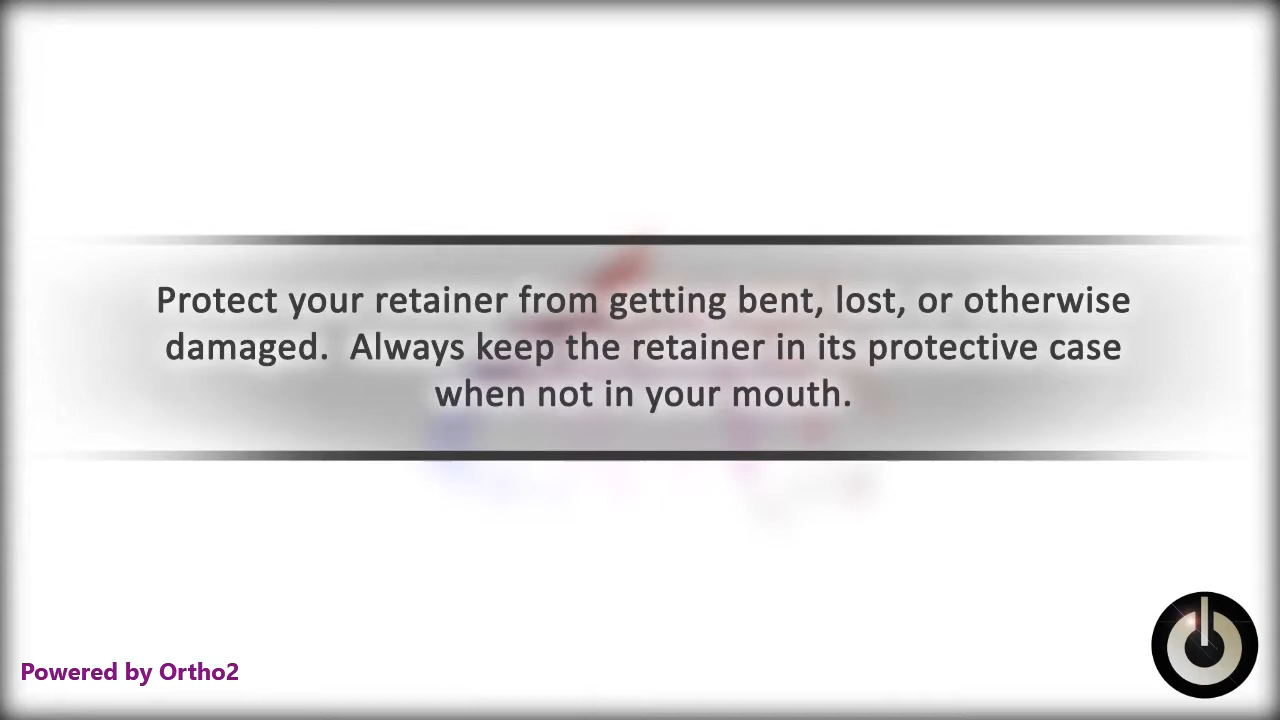 Protect your retainer from getting bent, lost, or otherwise
damaged.  Always keep the retainer in its protective case
when not in your mouth.
Powered by Ortho2